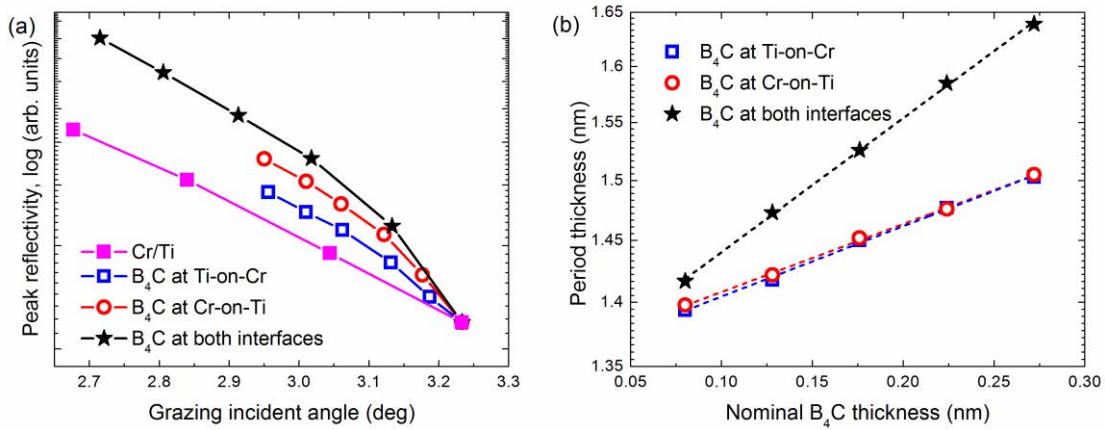 (a)
Peak reflectivity, log (arb. units)
Cr/Ti
B₄C at Ti-on-Cr
B₄C at Cr-on-Ti
B₄C at both interfaces
2.7 2.8 2.9 3.0 3.1 3.2 3.3
Grazing incident angle (deg)
(b)
Period thickness (nm)
1.65
1.6
1.55
1.5
1.45
1.4
1.35
B₄C at Ti-on-Cr
B₄C at Cr-on-Ti
B₄C at both interfaces
0.05 0.10 0.15 0.20 0.25 0.30
Nominal B₄C thickness (nm)